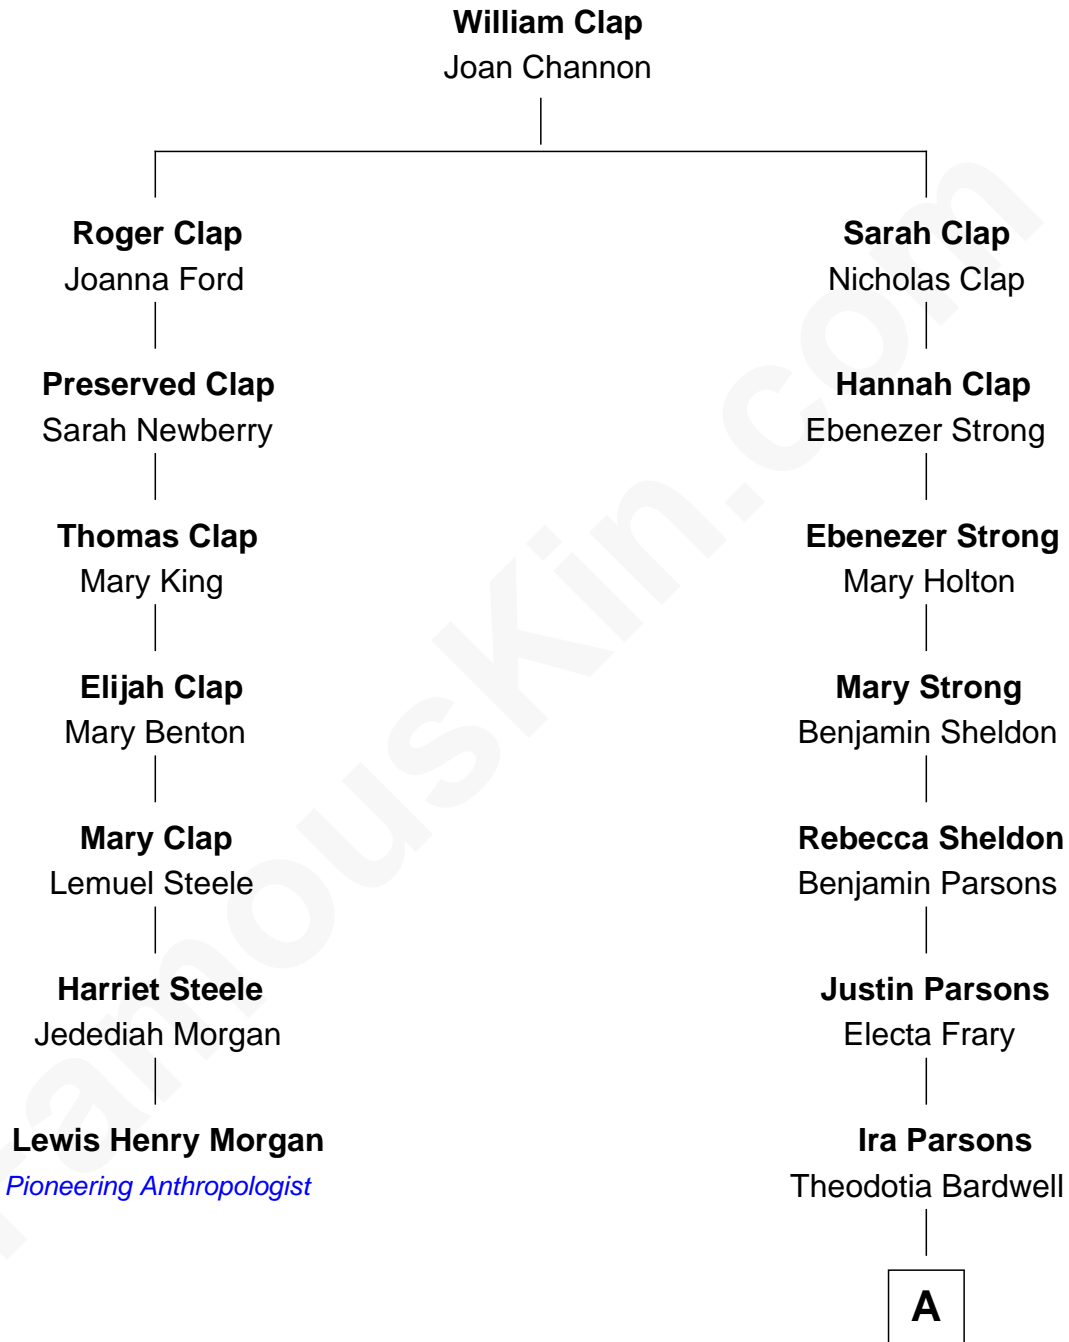 William Clap
Joan Channon
Roger Clap
Joanna Ford
Preserved Clap
Sarah Newberry
Thomas Clap
Mary King
Elijah Clap
Mary Benton
Mary Clap
Lemuel Steele
Harriet Steele
Jedediah Morgan
Lewis Henry Morgan
Pioneering Anthropologist
Sarah Clap
Nicholas Clap
Hannah Clap
Ebenezer Strong
Ebenezer Strong
Mary Holton
Mary Strong
Benjamin Sheldon
Rebecca Sheldon
Benjamin Parsons
Justin Parsons
Electa Frary
Ira Parsons
Theodotia Bardwell
A
FamousKin.com